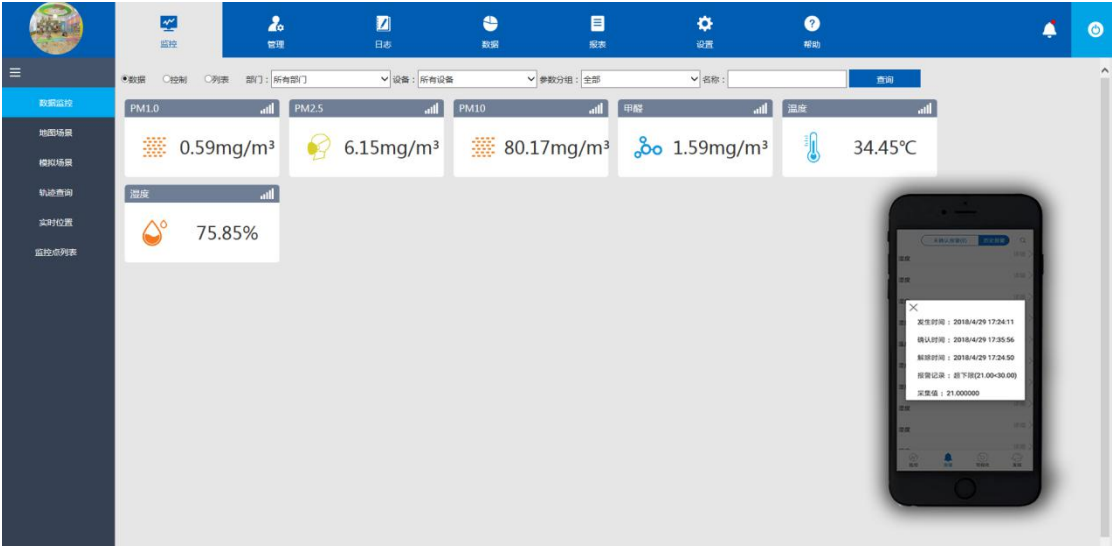 监控
管理
日志
数据
报表
设置
帮助
数据 控制 列表 部门：所有部门 设备：所有设备 参数分组：全部 名称： 查询
数据监控
地图场景
模拟场景
轨迹查询
实时位置
监控点列表
PM1.0
0.59mg/m³
PM2.5
6.15mg/m³
PM10
80.17mg/m³
甲醛
1.59mg/m³
温度
34.45℃
湿度
75.85%
发生时间：2018/4/29 17:24:11
确认时间：2018/4/29 17:35:56
解除时间：2018/4/29 17:24:50
报警记录：超下限(21.00<30.00)
采集值：21.000000